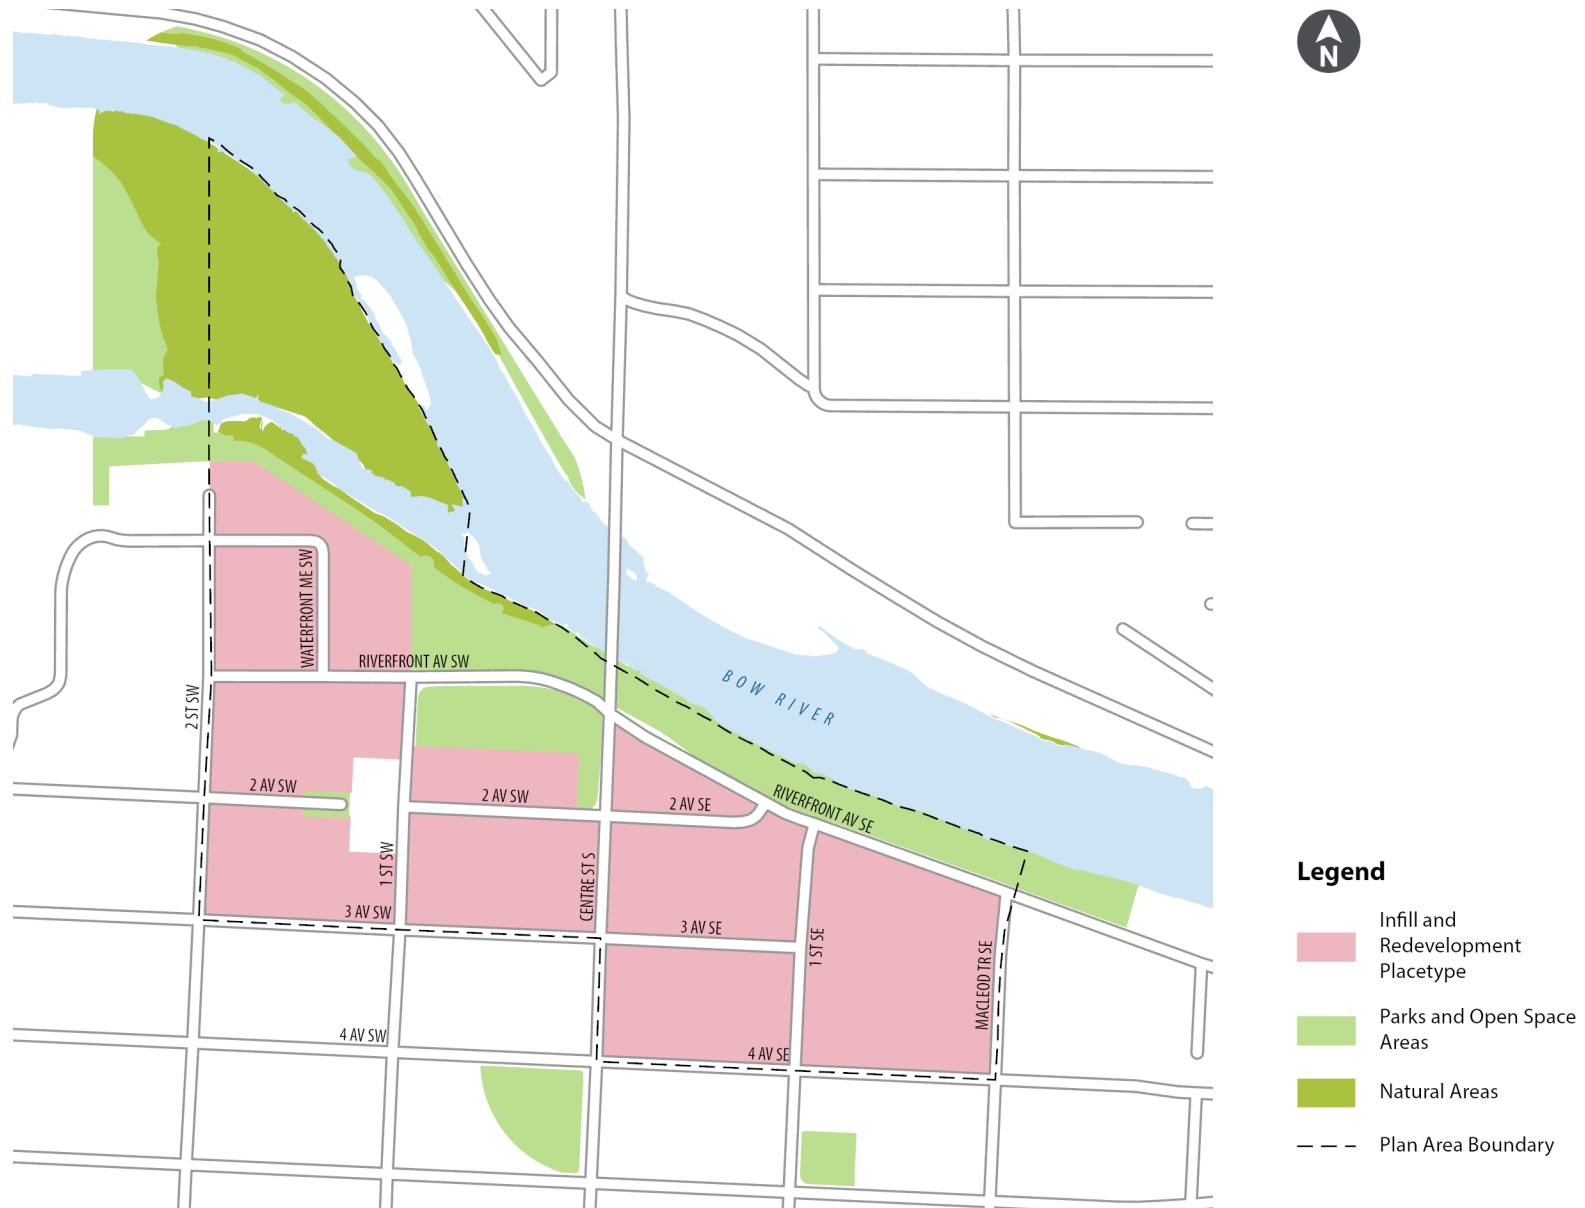 N
WATERFRONT ME SW
RIVERFRONT AV SW
2 ST SW
BOW RIVER
2 AV SW
2 AV SW
2 AV SE
RIVERFRONT AV SE
1 ST SW
CENTRE ST S
3 AV SW
3 AV SE
1 ST SE
MACLEOD TR SE
4 AV SW
4 AV SE
Legend
Infill and
Redevelopment
Placetype
Parks and Open Space
Areas
Natural Areas
Plan Area Boundary